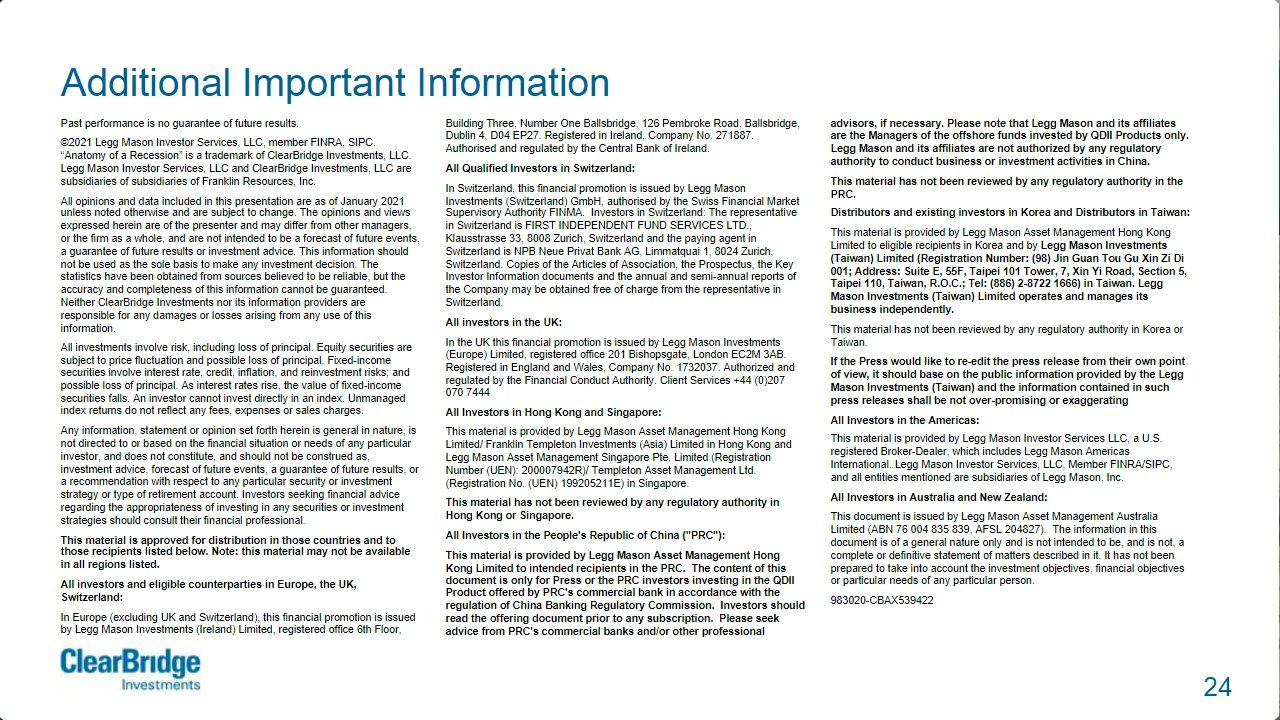 Additional Important Information
Past performance is no guarantee of future results.
©2021 Legg Mason Investor Services, LLC, member FINRA, SIPC.
“Anatomy of a Recession” is a trademark of ClearBridge Investments, LLC.
Legg Mason Investor Services, LLC and ClearBridge Investments, LLC are
subsidiaries of subsidiaries of Franklin Resources, Inc.
All opinions and data included in this presentation are as of January 2021
unless noted otherwise and are subject to change. The opinions and views
expressed herein are of the presenter and may differ from other managers,
or the firm as a whole, and are not intended to be a forecast of future events,
a guarantee of future results or investment advice. This information should
not be used as the sole basis to make any investment decision. The
statistics have been obtained from sources believed to be reliable, but the
accuracy and completeness of this information cannot be guaranteed.
Neither ClearBridge Investments nor its information providers are
responsible for any damages or losses arising from any use of this
information.
All investments involve risk, including loss of principal. Equity securities are
subject to price fluctuation and possible loss of principal. Fixed-income
securities involve interest rate, credit, inflation, and reinvestment risks; and
possible loss of principal. As interest rates rise, the value of fixed-income
securities falls. An investor cannot invest directly in an index. Unmanaged
index returns do not reflect any fees, expenses or sales charges.
Any information, statement or opinion set forth herein is general in nature, is
not directed to or based on the financial situation or needs of any particular
investor, and does not constitute, and should not be construed as,
investment advice, forecast of future events, a guarantee of future results, or
a recommendation with respect to any particular security or investment
strategy or type of retirement account. Investors seeking financial advice
regarding the appropriateness of investing in any securities or investment
strategies should consult their financial professional.
This material is approved for distribution in those countries and to
those recipients listed below. Note: this material may not be available
in all regions listed.
All investors and eligible counterparties in Europe, the UK,
Switzerland:
In Europe (excluding UK and Switzerland), this financial promotion is issued
by Legg Mason Investments (Ireland) Limited, registered office 6th Floor,
Building Three, Number One Ballsbridge, 126 Pembroke Road, Ballsbridge,
Dublin 4, D04 EP27. Registered in Ireland, Company No. 271887.
Authorised and regulated by the Central Bank of Ireland.
All Qualified Investors in Switzerland:
In Switzerland, this financial promotion is issued by Legg Mason
Investments (Switzerland) GmbH, authorised by the Swiss Financial Market
Supervisory Authority FINMA. Investors in Switzerland: The representative
in Switzerland is FIRST INDEPENDENT FUND SERVICES LTD.,
Klausstrasse 33, 8008 Zurich, Switzerland and the paying agent in
Switzerland is NPB Neue Privat Bank AG, Limmatquai 1, 8024 Zurich,
Switzerland. Copies of the Articles of Association, the Prospectus, the Key
Investor Information documents and the annual and semi-annual reports of
the Company may be obtained free of charge from the representative in
Switzerland.
All investors in the UK:
In the UK this financial promotion is issued by Legg Mason Investments
(Europe) Limited, registered office 201 Bishopsgate, London EC2M 3AB.
Registered in England and Wales, Company No. 1732037. Authorized and
regulated by the Financial Conduct Authority. Client Services +44 (0)207
070 7444
All Investors in Hong Kong and Singapore:
This material is provided by Legg Mason Asset Management Hong Kong
Limited/ Franklin Templeton Investments (Asia) Limited in Hong Kong and
Legg Mason Asset Management Singapore Pte. Limited (Registration
Number (UEN): 200007942R)/ Templeton Asset Management Ltd.
(Registration No. (UEN) 199205211E) in Singapore.
This material has not been reviewed by any regulatory authority in
Hong Kong or Singapore.
All Investors in the People's Republic of China ("PRC"):
This material is provided by Legg Mason Asset Management Hong
Kong Limited to intended recipients in the PRC. The content of this
document is only for Press or the PRC investors investing in the QDII
Product offered by PRC's commercial bank in accordance with the
regulation of China Banking Regulatory Commission. Investors should
read the offering document prior to any subscription. Please seek
advice from PRC's commercial banks and/or other professional
advisors, if necessary. Please note that Legg Mason and its affiliates
are the Managers of the offshore funds invested by QDII Products only.
Legg Mason and its affiliates are not authorized by any regulatory
authority to conduct business or investment activities in China.
This material has not been reviewed by any regulatory authority in the
PRC.
Distributors and existing investors in Korea and Distributors in Taiwan:
This material is provided by Legg Mason Asset Management Hong Kong
Limited to eligible recipients in Korea and by Legg Mason Investments
(Taiwan) Limited (Registration Number: (98) Jin Guan Tou Gu Xin Zi Di
001; Address: Suite E, 55F, Taipei 101 Tower, 7, Xin Yi Road, Section 5,
Taipei 110, Taiwan, R.O.C.; Tel: (886) 2-8722 1666) in Taiwan. Legg
Mason Investments (Taiwan) Limited operates and manages its
business independently.
This material has not been reviewed by any regulatory authority in Korea or
Taiwan.
If the Press would like to re-edit the press release from their own point
of view, it should base on the public information provided by the Legg
Mason Investments (Taiwan) and the information contained in such
press releases shall be not over-promising or exaggerating
All Investors in the Americas:
This material is provided by Legg Mason Investor Services LLC, a U.S.
registered Broker-Dealer, which includes Legg Mason Americas
International. Legg Mason Investor Services, LLC, Member FINRA/SIPC,
and all entities mentioned are subsidiaries of Legg Mason, Inc.
All Investors in Australia and New Zealand:
This document is issued by Legg Mason Asset Management Australia
Limited (ABN 76 004 835 839, AFSL 204827). The information in this
document is of a general nature only and is not intended to be, and is not, a
complete or definitive statement of matters described in it. It has not been
prepared to take into account the investment objectives, financial objectives
or particular needs of any particular person.
983020-CBAX539422
ClearBridge
Investments
24